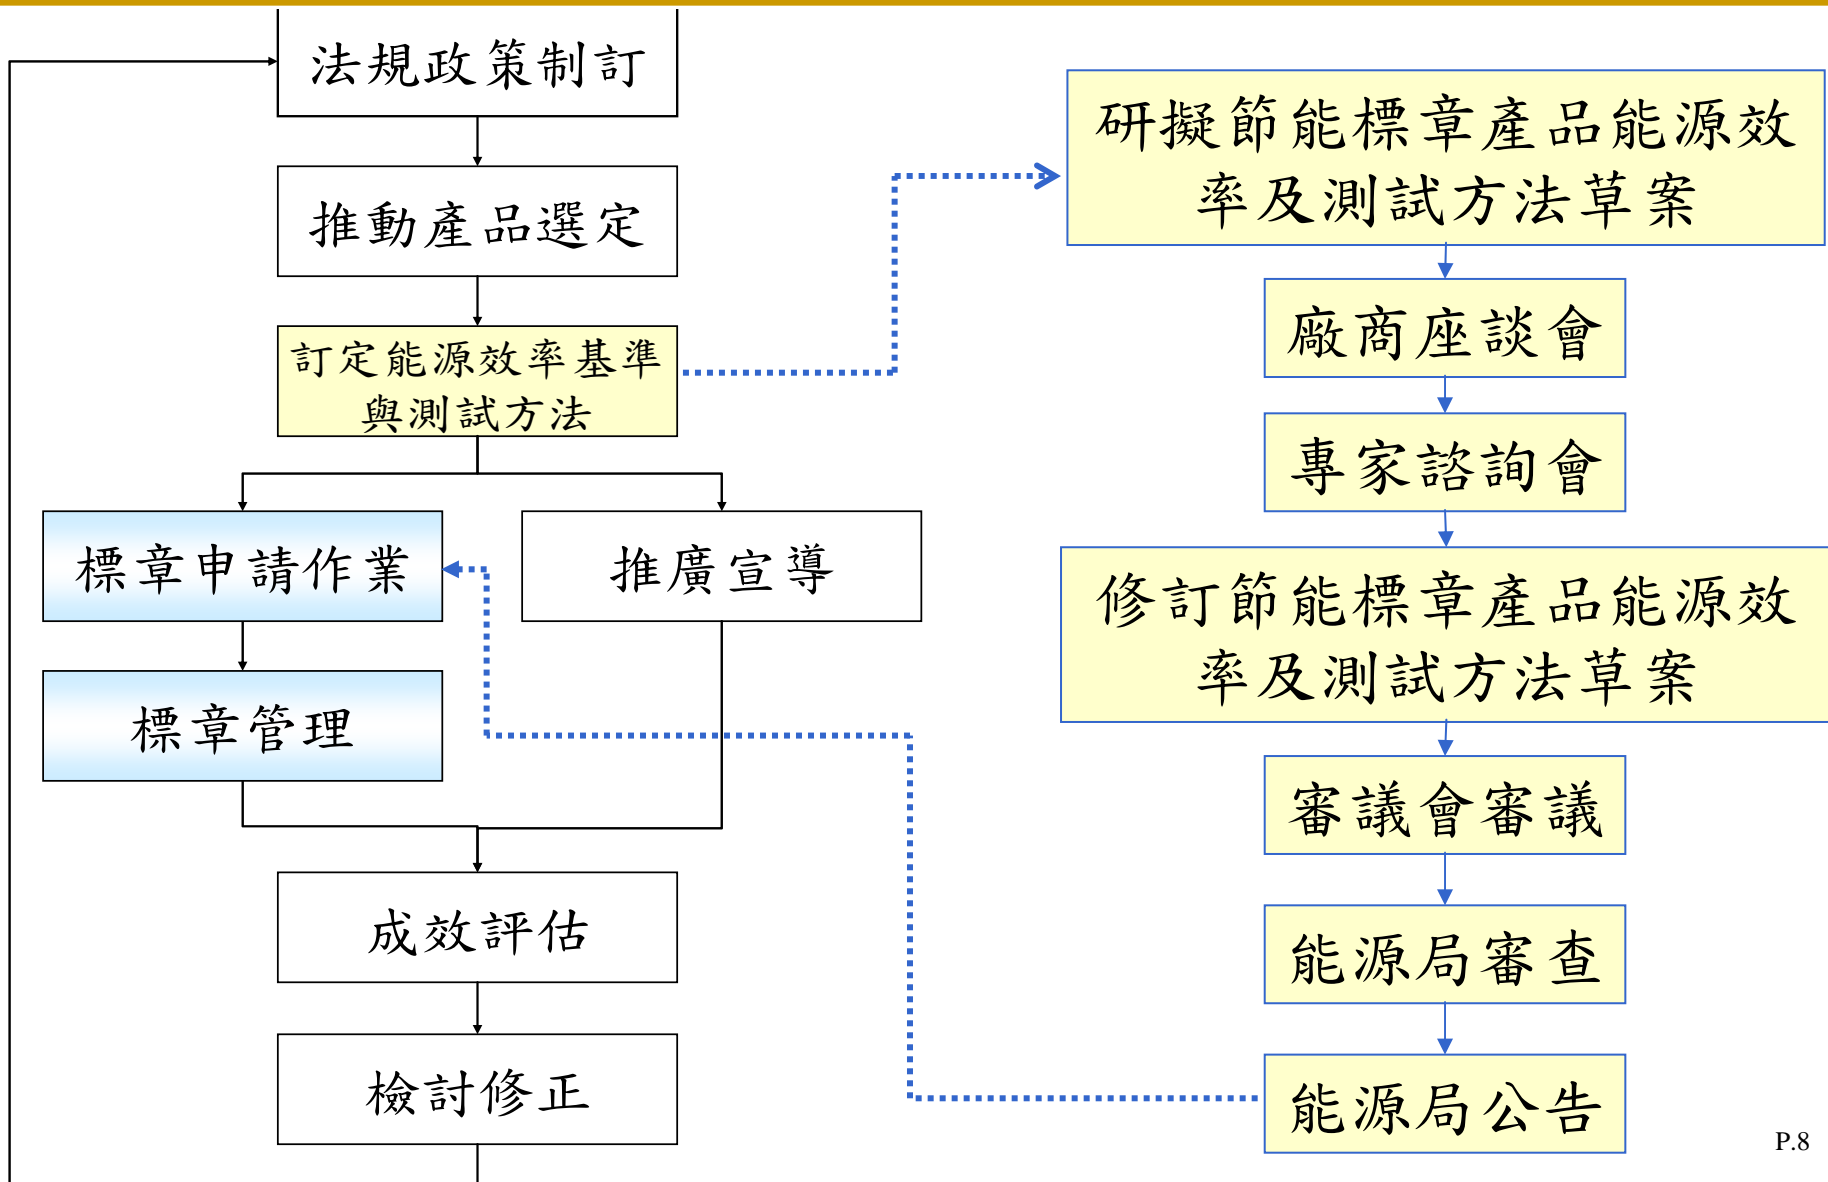 法規政策制訂
推動產品選定
訂定能源效率基準
與測試方法
標章申請作業
推廣宣導
標章管理
成效評估
檢討修正
研擬節能標章產品能源效
率及測試方法草案
廠商座談會
專家諮詢會
修訂節能標章產品能源效
率及測試方法草案
審議會審議
能源局審查
能源局公告
P.8